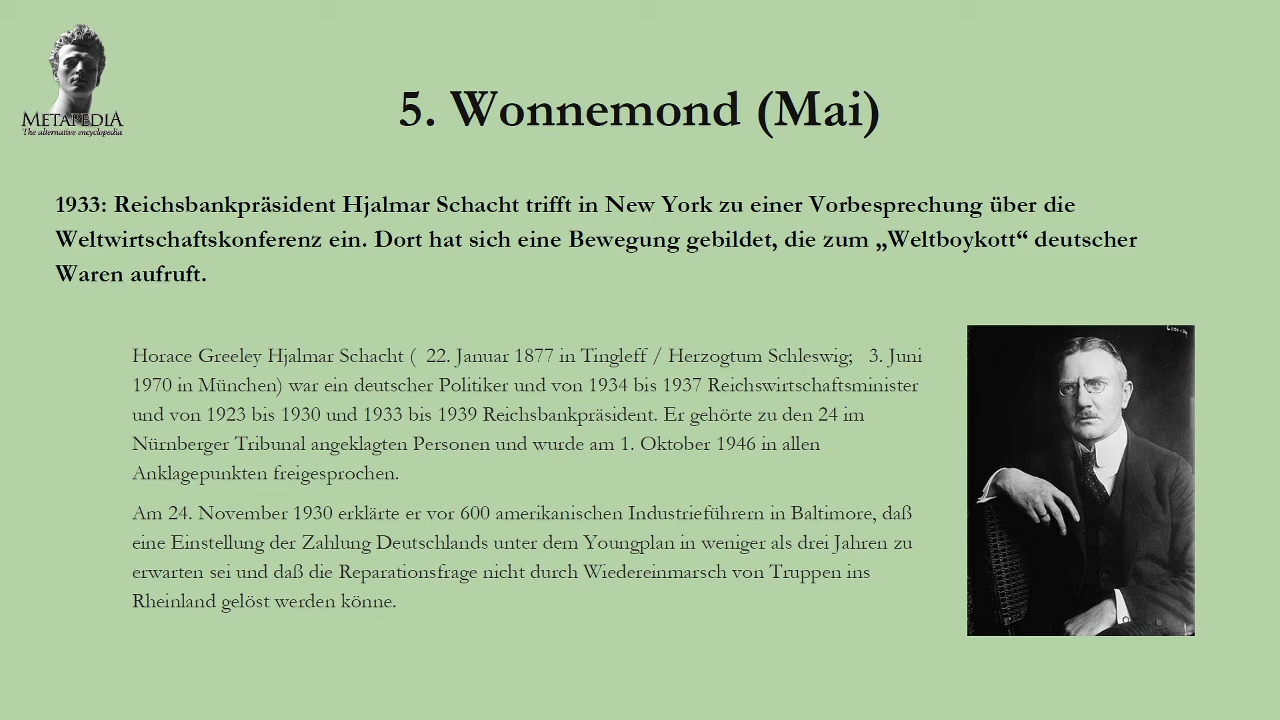 METAPEDIA
The alternative encyclopedia
5. Wonnemond (Mai)
1933: Reichsbankpräsident Hjalmar Schacht trifft in New York zu einer Vorbesprechung über die
Weltwirtschaftskonferenz ein. Dort hat sich eine Bewegung gebildet, die zum „Weltboykott“ deutscher
Waren aufruft.
Horace Greeley Hjalmar Schacht (  22. Januar 1877 in Tingleff / Herzogtum Schleswig;   3. Juni
1970 in München) war ein deutscher Politiker und von 1934 bis 1937 Reichswirtschaftsminister
und von 1923 bis 1930 und 1933 bis 1939 Reichsbankpräsident. Er gehörte zu den 24 im
Nürnberger Tribunal angeklagten Personen und wurde am 1. Oktober 1946 in allen
Anklagepunkten freigesprochen.
Am 24. November 1930 erklärte er vor 600 amerikanischen Industrieführern in Baltimore, daß
eine Einstellung der Zahlung Deutschlands unter dem Youngplan in weniger als drei Jahren zu
erwarten sei und daß die Reparationsfrage nicht durch Wiedereinmarsch von Truppen ins
Rheinland gelöst werden könne.